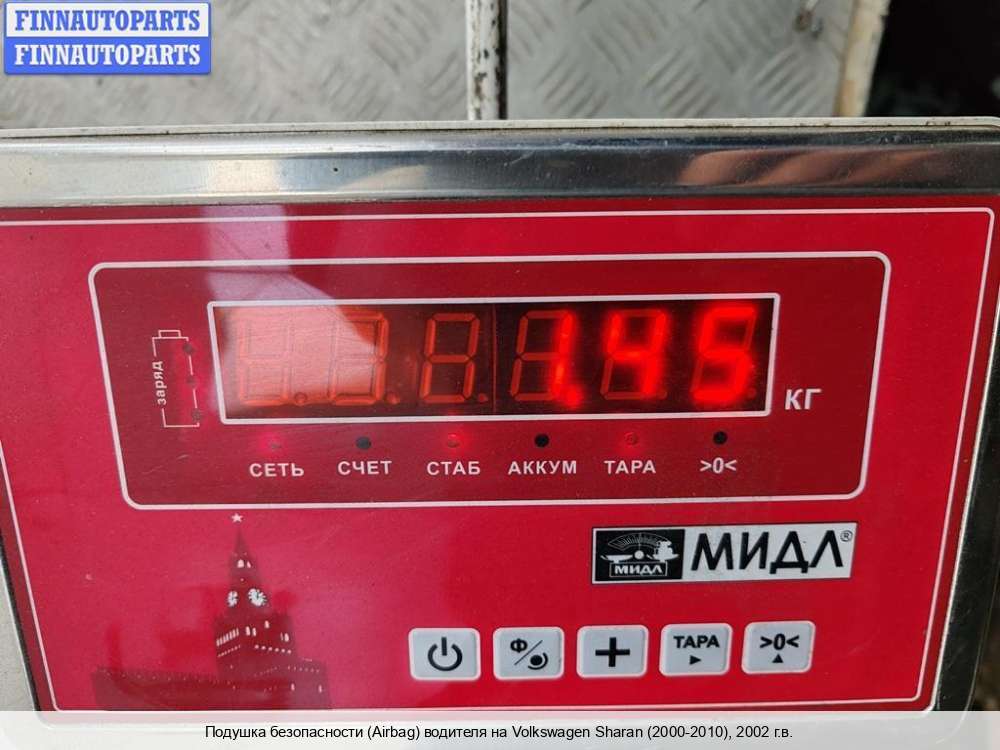 FINNAUTOPARTS
FINNAUTOPARTS
1.45
кг
заряд
СЕТЬ СЧЕТ СТАБ АККУМ ТАРА >0<
МИДЛ МИДЛ®
Ф ТАРА >0<
Подушка безопасности (Airbag) водителя на Volkswagen Sharan (2000-2010), 2002 г.в.